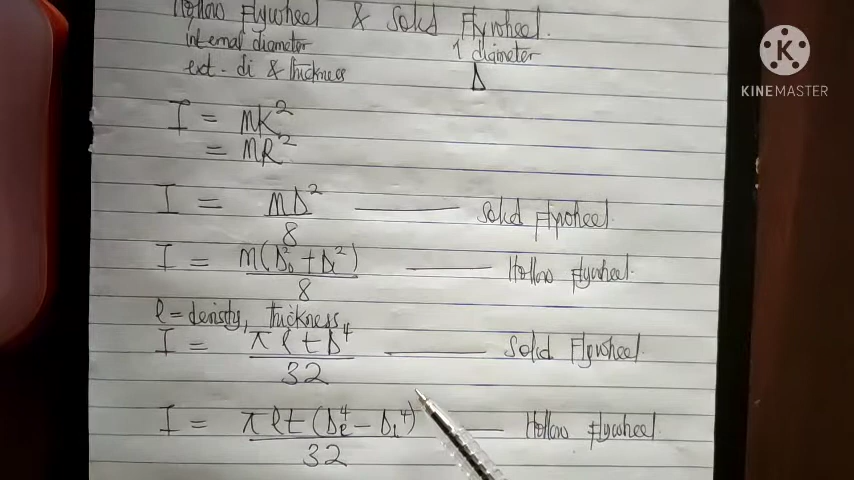 Hollow Flywheel & Solid Flywheel.
internal diameter 1 diameter
ext - di & thickness D
KINEMASTER
I = MK²
= MR²
I = MD²/8 —— Solid Flywheel.
I = M(D₀² + Dᵢ²)/8 —— Hollow Flywheel.
ρ = density, thickness
I = πρtD⁴/32 —— Solid Flywheel.
I = πρt(Dₑ⁴ − Dᵢ⁴)/32 —— Hollow Flywheel.